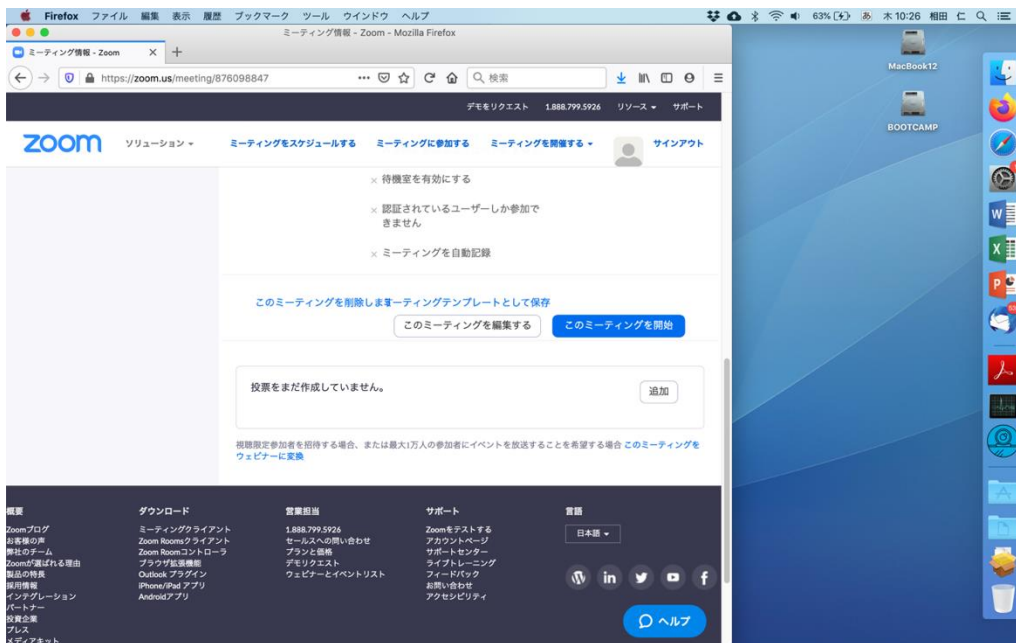 Firefox ファイル 編集 表示 履歴 ブックマーク ツール ウインドウ ヘルプ 63% あ 木10:26 相田 仁
ミーティング情報 - Zoom - Mozilla Firefox
ミーティング情報 - Zoom
https://zoom.us/meeting/876098847 検索
MacBook12
BOOTCAMP
デモをリクエスト 1.888.799.5926 リソース サポート
zoom ソリューション ミーティングをスケジュールする ミーティングに参加する ミーティングを開催する サインアウト
× 待機室を有効にする
× 認証されているユーザーしか参加で
きません
× ミーティングを自動記録
このミーティングを削除します ーティングテンプレートとして保存
このミーティングを編集する このミーティングを開始
投票をまだ作成していません。 追加
視聴限定参加者を招待する場合、または最大1万人の参加者にイベントを放送することを希望する場合 このミーティングを
ウェビナーに変換
概要 ダウンロード 営業担当 サポート 言語
Zoomブログ ミーティングクライアント 1.888.799.5926 Zoomをテストする 日本語
お客様の声 Zoom Roomsクライアント セールスへの問い合わせ アカウントページ
弊社のチーム Zoom Roomコントローラ プランと価格 サポートセンター
Zoomが選ばれる理由 ブラウザ拡張機能 デモリクエスト ライブトレーニング
製品の特長 Outlook プラグイン ウェビナーとイベントリスト フィードバック
採用情報 iPhone/iPad アプリ お問い合わせ
インテグレーション Androidアプリ アクセシビリティ
パートナー
投資企業
プレス
メディアキット
ヘルプ